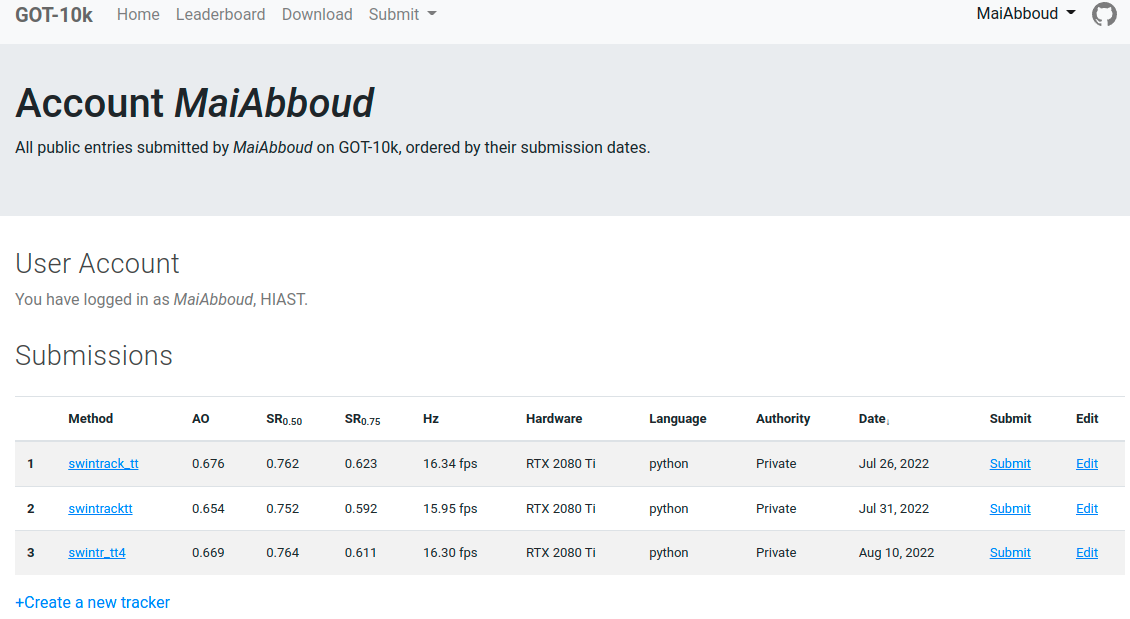 GOT-10k Home Leaderboard Download Submit MaiAbboud
Account MaiAbboud
All public entries submitted by MaiAbboud on GOT-10k, ordered by their submission dates.
User Account
You have logged in as MaiAbboud, HIAST.
Submissions
Method AO SR0.50 SR0.75 Hz Hardware Language Authority Date↓ Submit Edit
1 swintrack_tt 0.676 0.762 0.623 16.34 fps RTX 2080 Ti python Private Jul 26, 2022 Submit Edit
2 swintracktt 0.654 0.752 0.592 15.95 fps RTX 2080 Ti python Private Jul 31, 2022 Submit Edit
3 swintr_tt4 0.669 0.764 0.611 16.30 fps RTX 2080 Ti python Private Aug 10, 2022 Submit Edit
+Create a new tracker